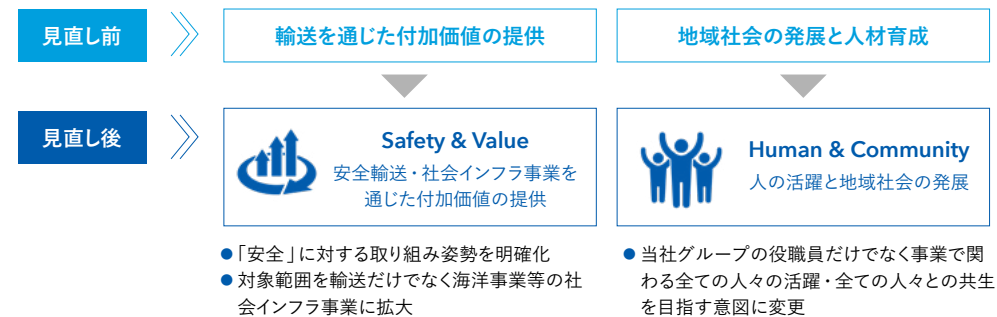 見直し前
輸送を通じた付加価値の提供
地域社会の発展と人材育成
見直し後
Safety & Value
安全輸送・社会インフラ事業を
通じた付加価値の提供
Human & Community
人の活躍と地域社会の発展
●「安全」に対する取り組み姿勢を明確化
●対象範囲を輸送だけでなく海洋事業等の社
会インフラ事業に拡大
●当社グループの役職員だけでなく事業で関
わる全ての人々の活躍・全ての人々との共生
を目指す意図に変更